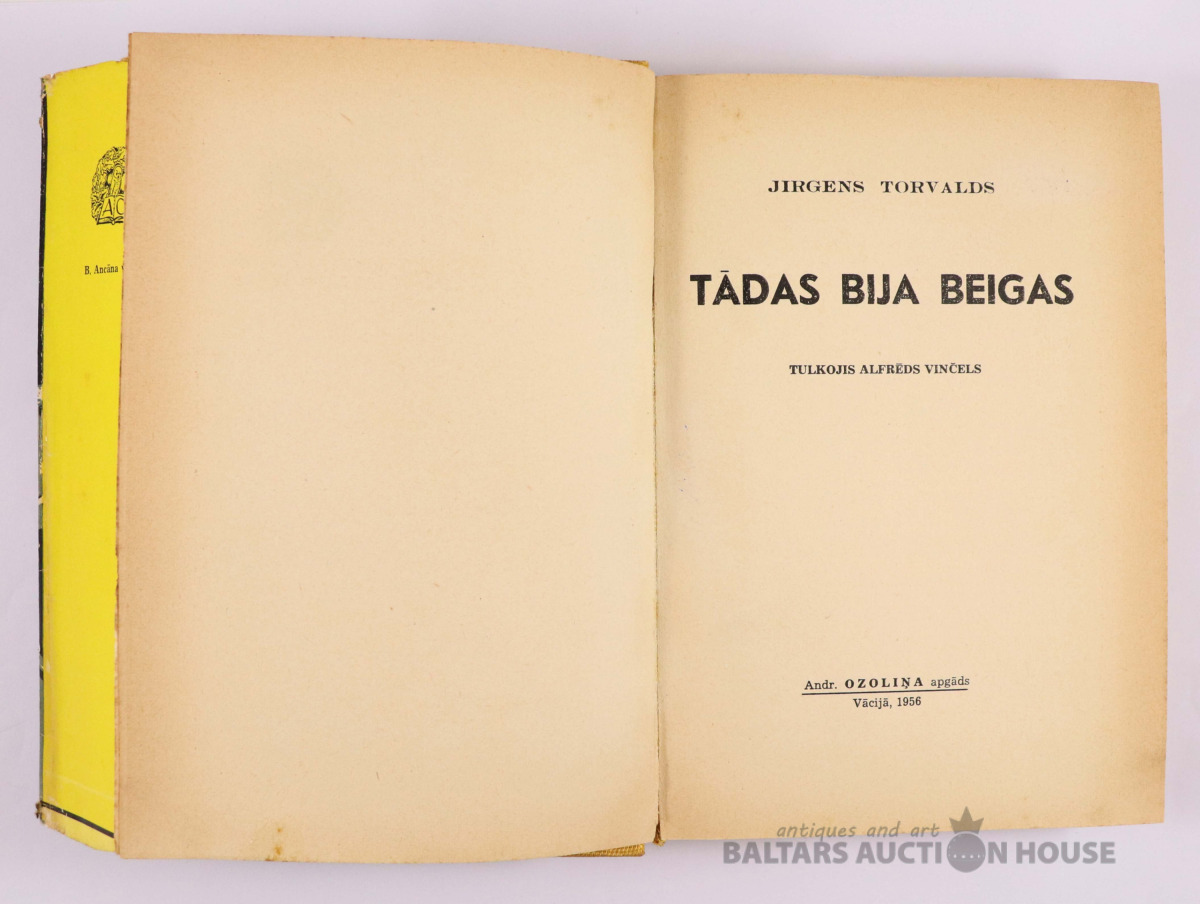 B. Ancāna
JIRGENS TORVALDS
TĀDAS BIJA BEIGAS
TULKOJIS ALFRĒDS VINČELS
Andr. OZOLIŅA apgāds
Vācijā, 1956
antiques and art
BALTARS AUCTION HOUSE